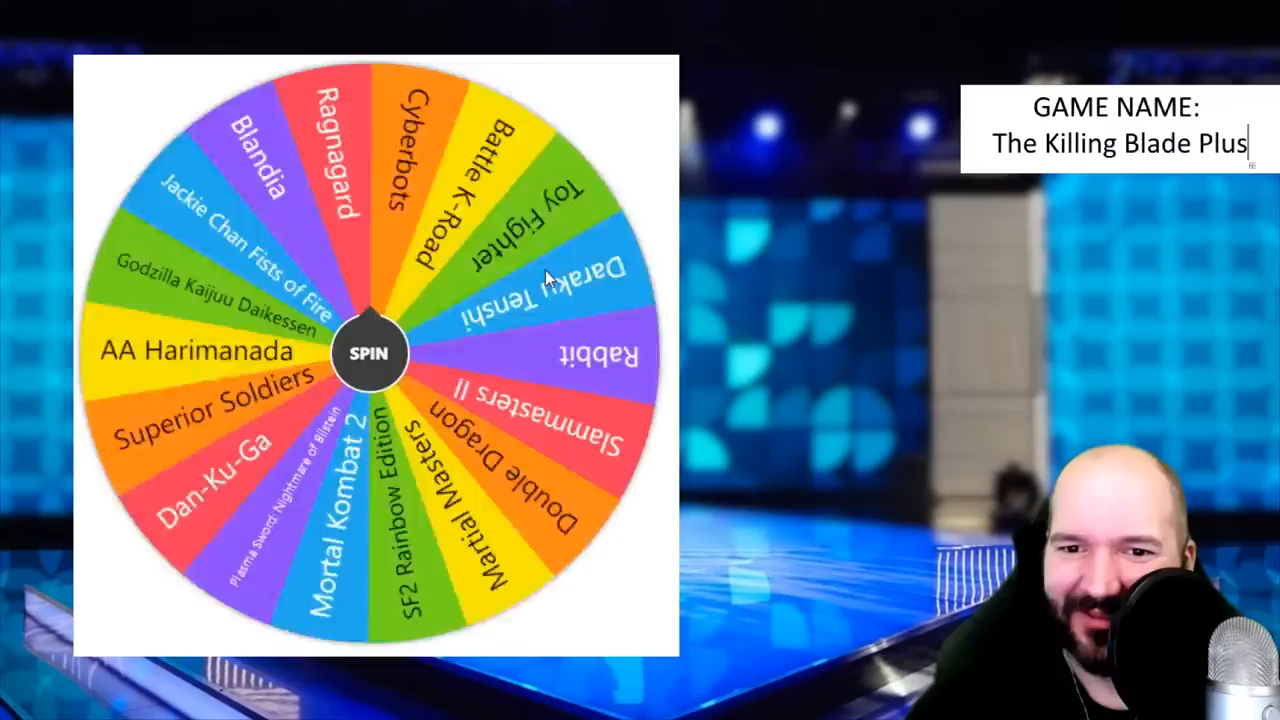 GAME NAME:
The Killing Blade Plus
Cyberbots
Battle K-Road
Toy Fighter
Daraku Tenshi
Rabbit
Slammasters II
Double Dragon
Martial Masters
SF2 Rainbow Edition
Mortal Kombat 2
Plasma Sword: Nightmare of Bilstein
Dan-Ku-Ga
Superior Soldiers
AA Harimanada
Godzilla Kaijuu Daikessen
Jackie Chan Fists of Fire
Blandia
Ragnagard
SPIN